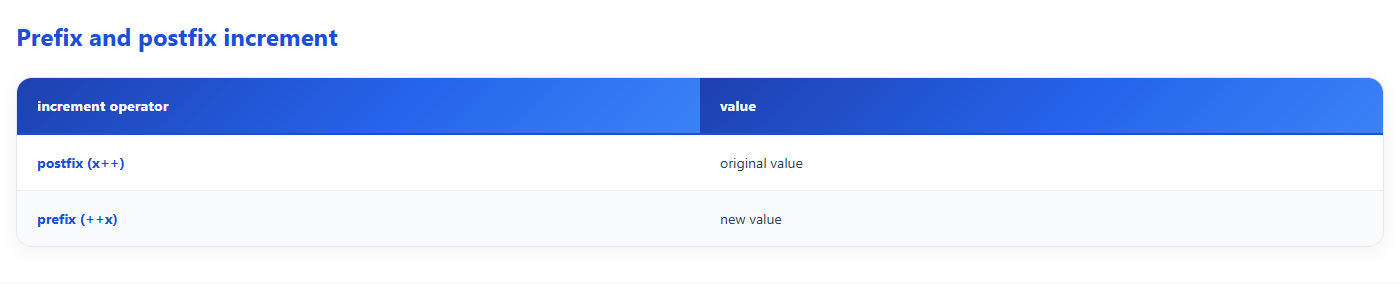 Prefix and postfix increment
increment operator value
postfix (x++) original value
prefix (++x) new value